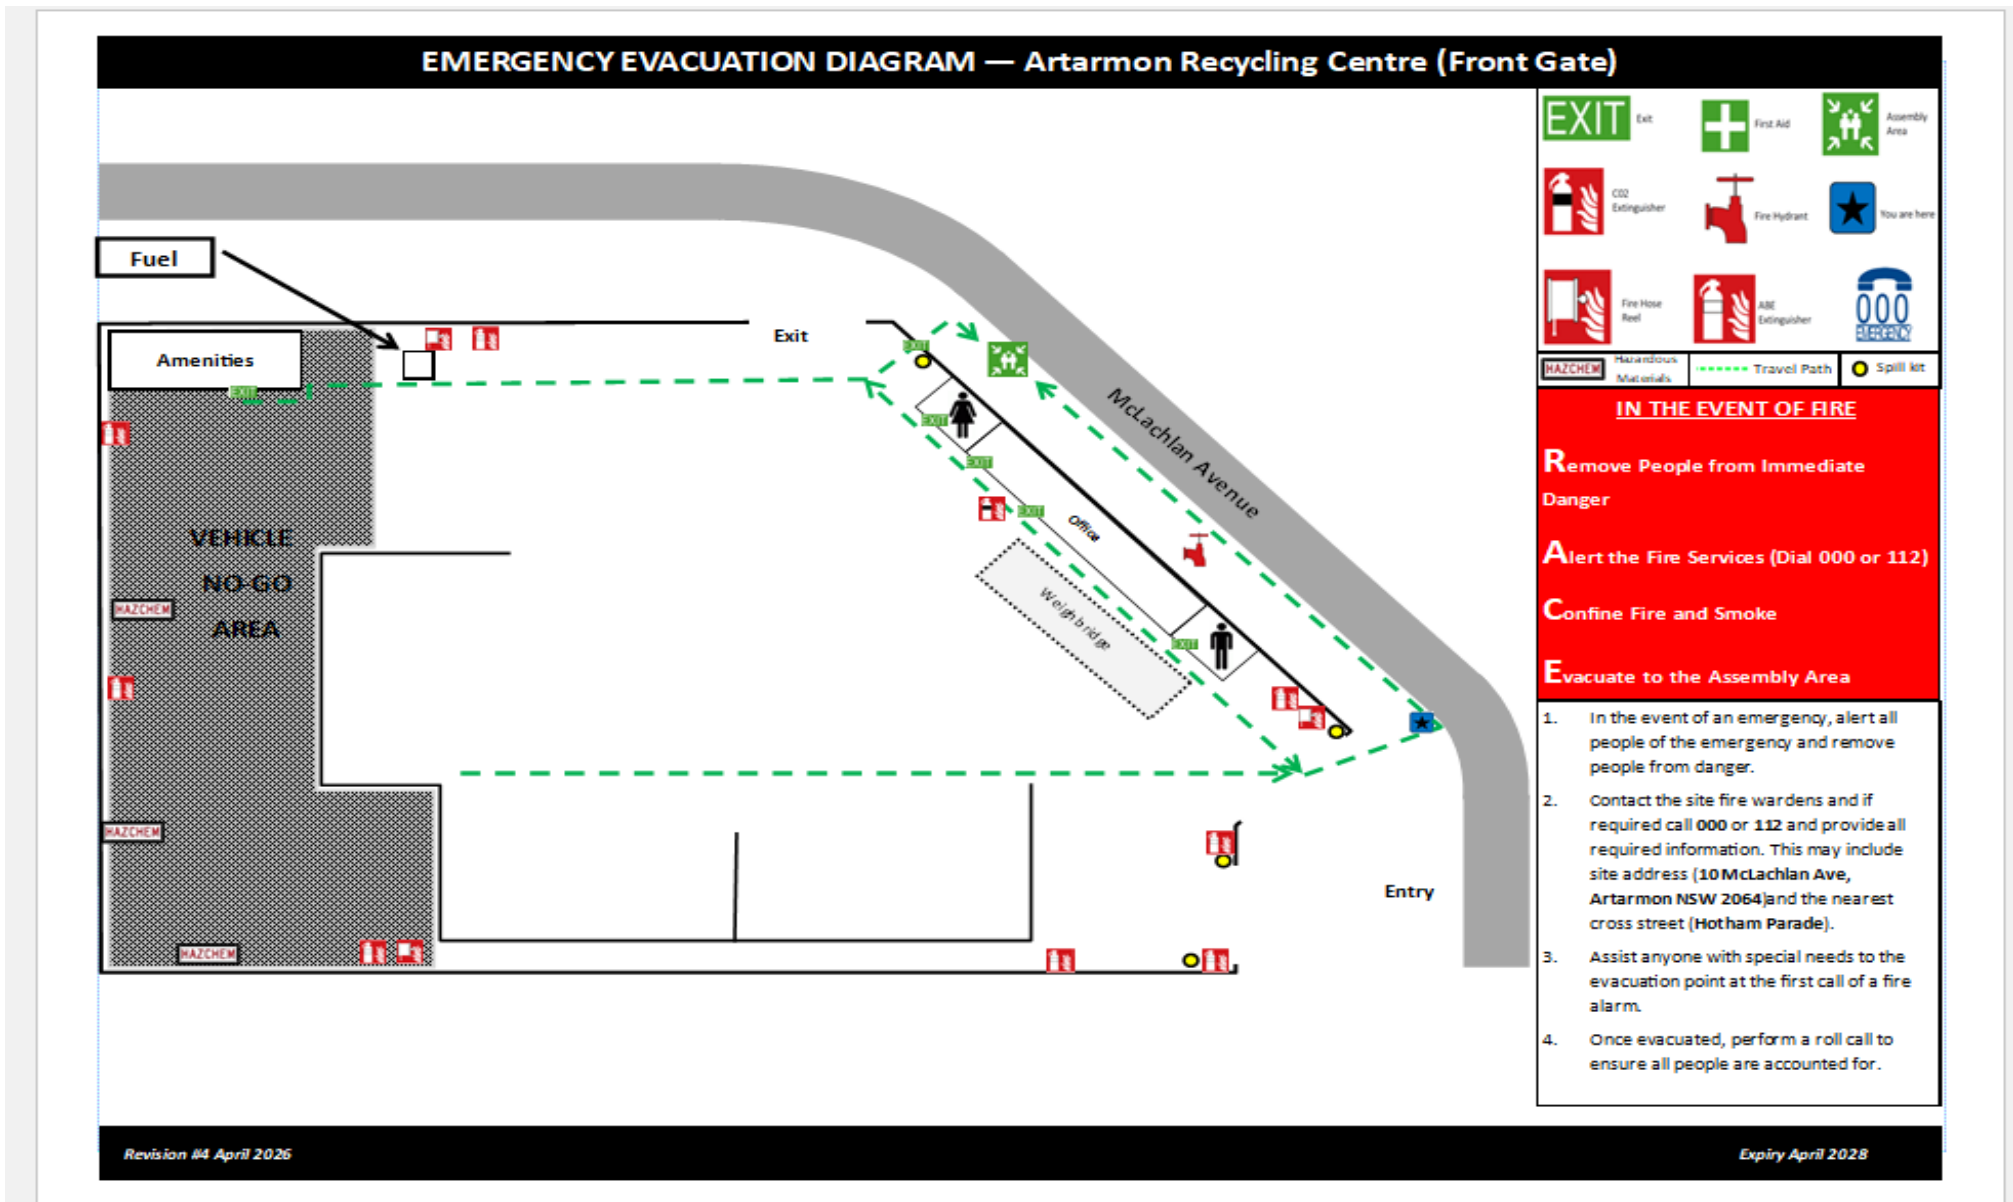 EMERGENCY EVACUATION DIAGRAM — Artarmon Recycling Centre (Front Gate)
EXIT Exit
First Aid
Assembly
Area
CO2
Extinguisher
Fire Hydrant
You are here
Fire Hose
Reel
ABE
Extinguisher
000
EMERGENCY
HAZCHEM
Hazardous
Materials
Travel Path
Spill kit
Fuel
Amenities
EXIT
Exit
EXIT
EXIT
EXIT
EXIT
Office
McLachlan Avenue
Weighbridge
EXIT
VEHICLE
NO-GO
AREA
HAZCHEM
HAZCHEM
HAZCHEM
Entry
IN THE EVENT OF FIRE
Remove People from Immediate
Danger
Alert the Fire Services (Dial 000 or 112)
Confine Fire and Smoke
Evacuate to the Assembly Area
1. In the event of an emergency, alert all
people of the emergency and remove
people from danger.
2. Contact the site fire wardens and if
required call 000 or 112 and provide all
required information. This may include
site address (10 McLachlan Ave,
Artarmon NSW 2064)and the nearest
cross street (Hotham Parade).
3. Assist anyone with special needs to the
evacuation point at the first call of a fire
alarm.
4. Once evacuated, perform a roll call to
ensure all people are accounted for.
Revision #4 April 2026
Expiry April 2028